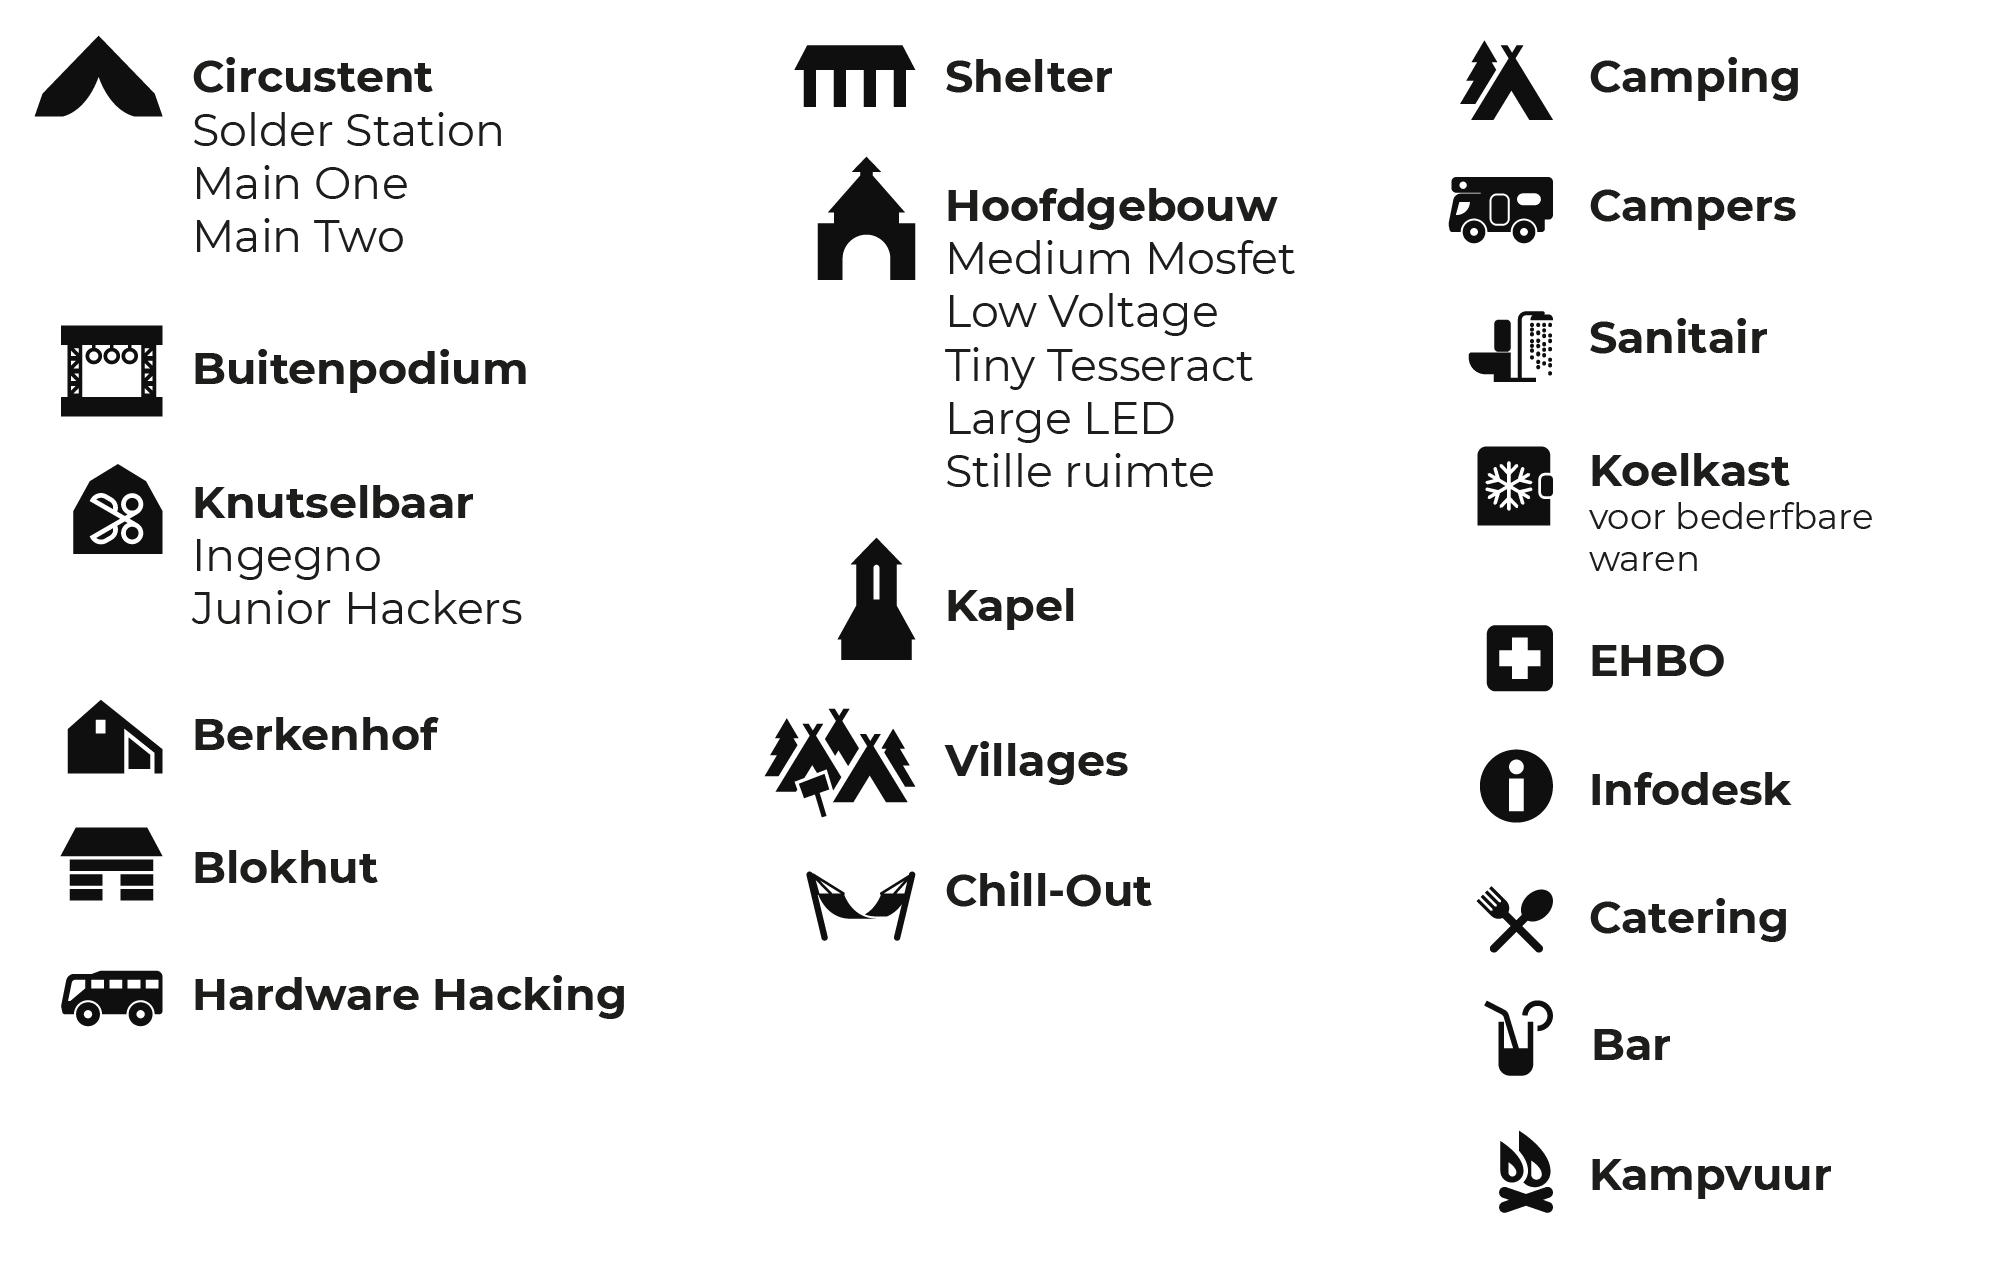 Circustent
Solder Station
Main One
Main Two
Buitenpodium
Knutselbaar
Ingegno
Junior Hackers
Berkenhof
Blokhut
Hardware Hacking
Shelter
Hoofdgebouw
Medium Mosfet
Low Voltage
Tiny Tesseract
Large LED
Stille ruimte
Kapel
Villages
Chill-Out
Camping
Campers
Sanitair
Koelkast
voor bederfbare
waren
EHBO
Infodesk
Catering
Bar
Kampvuur